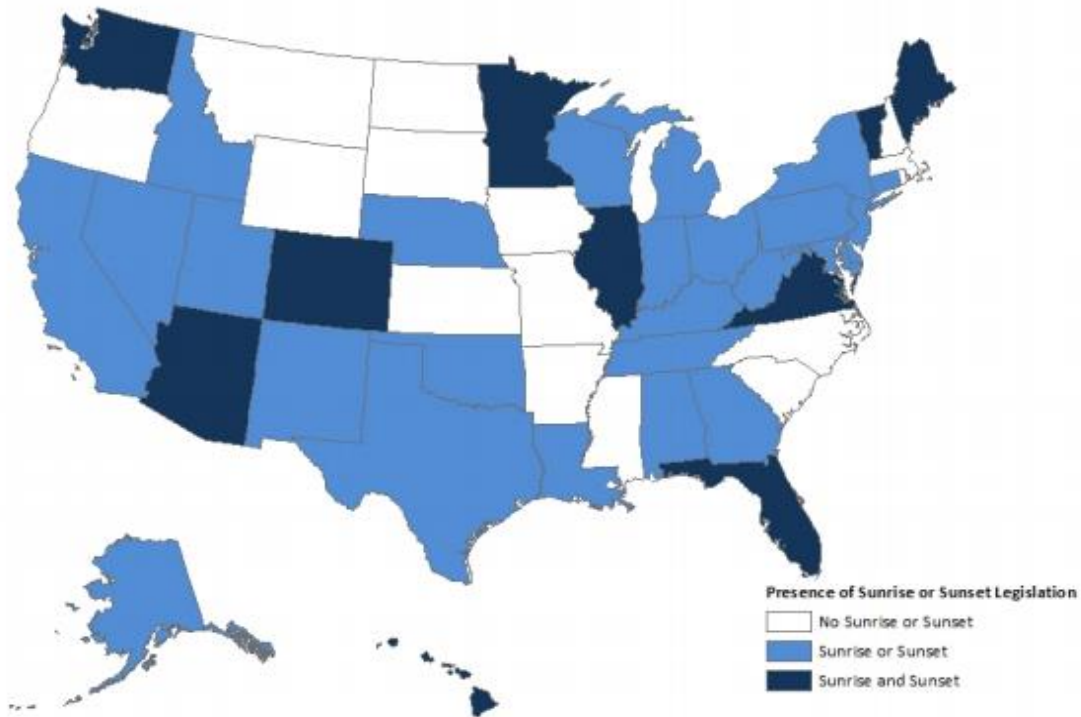 Presence of Sunrise or Sunset Legislation
No Sunrise or Sunset
Sunrise or Sunset
Sunrise and Sunset